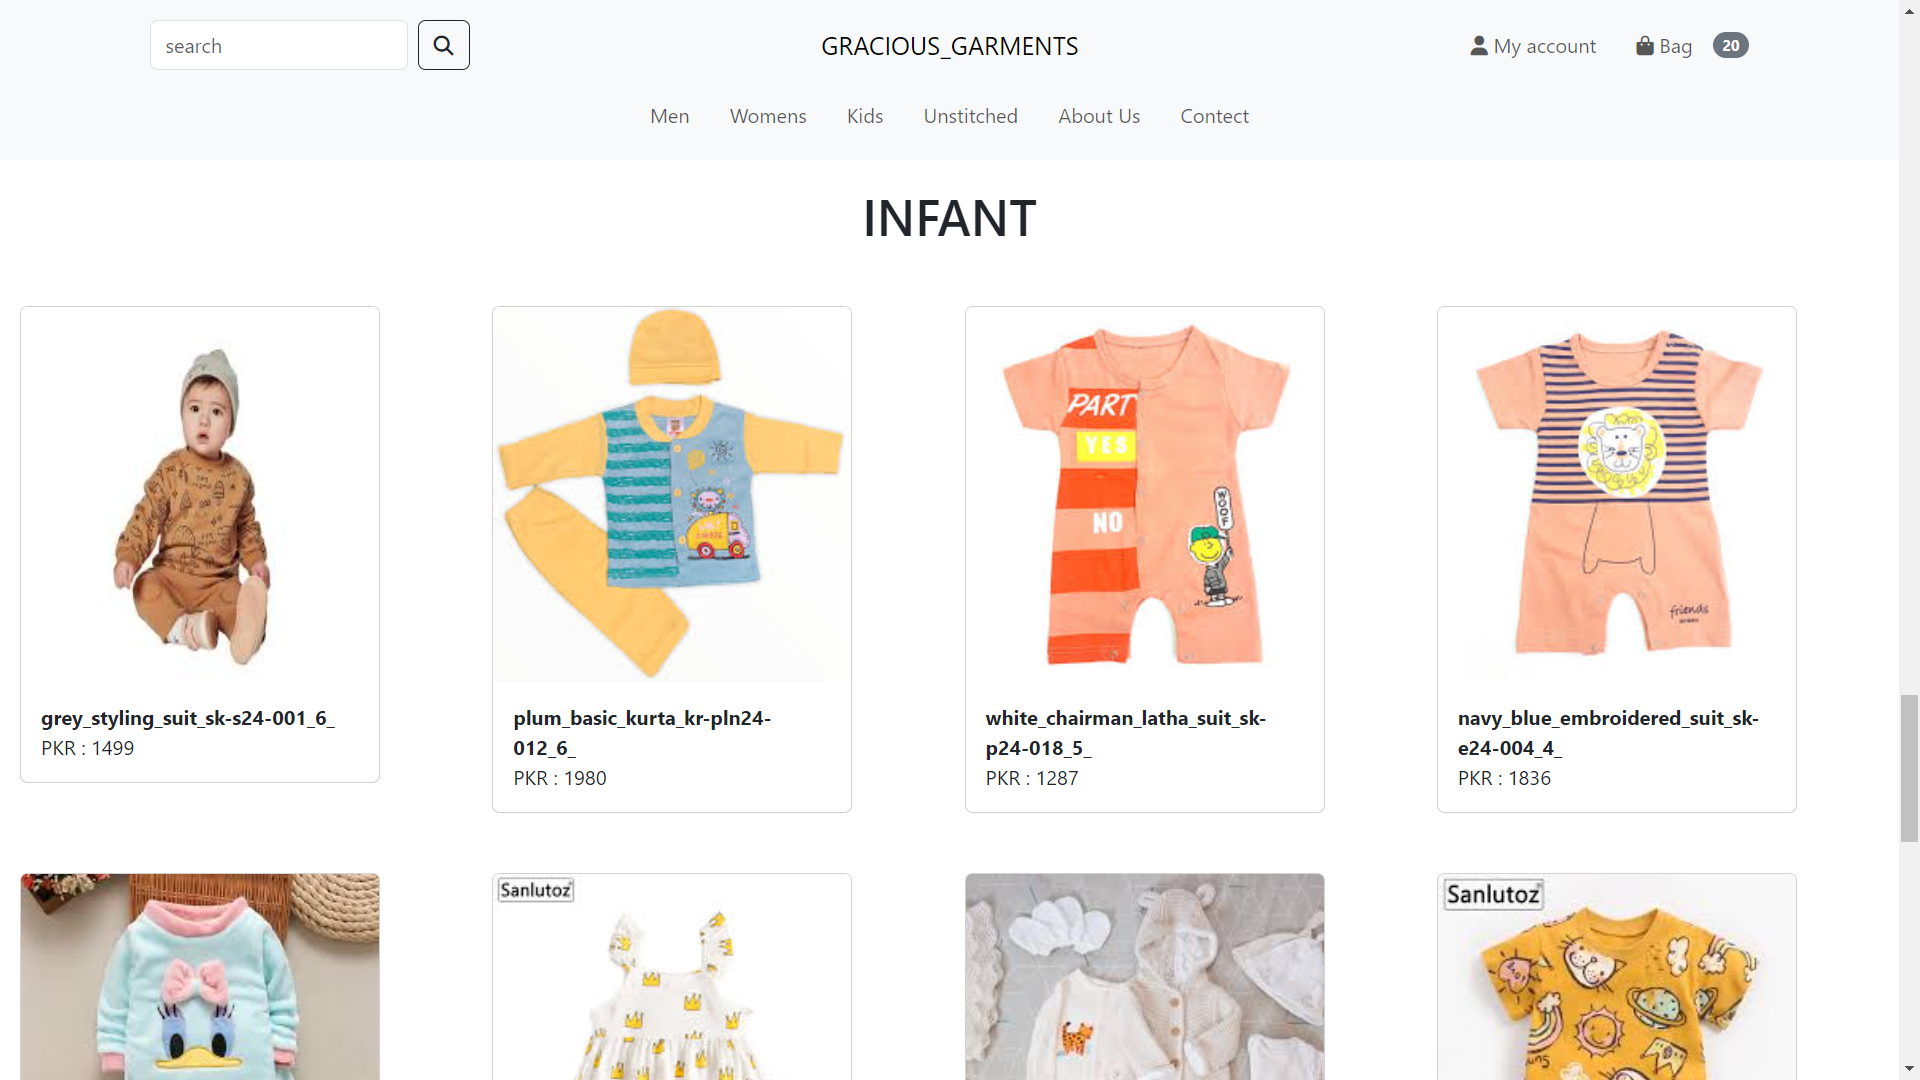 search
GRACIOUS_GARMENTS
My account
Bag 20
Men Womens Kids Unstitched About Us Contect
INFANT
PARTY
YES
NO
WOOF
friends
grey_styling_suit_sk-s24-001_6_
PKR : 1499
plum_basic_kurta_kr-pln24-
012_6_
PKR : 1980
white_chairman_latha_suit_sk-
p24-018_5_
PKR : 1287
navy_blue_embroidered_suit_sk-
e24-004_4_
PKR : 1836
Sanlutoz
Sanlutoz